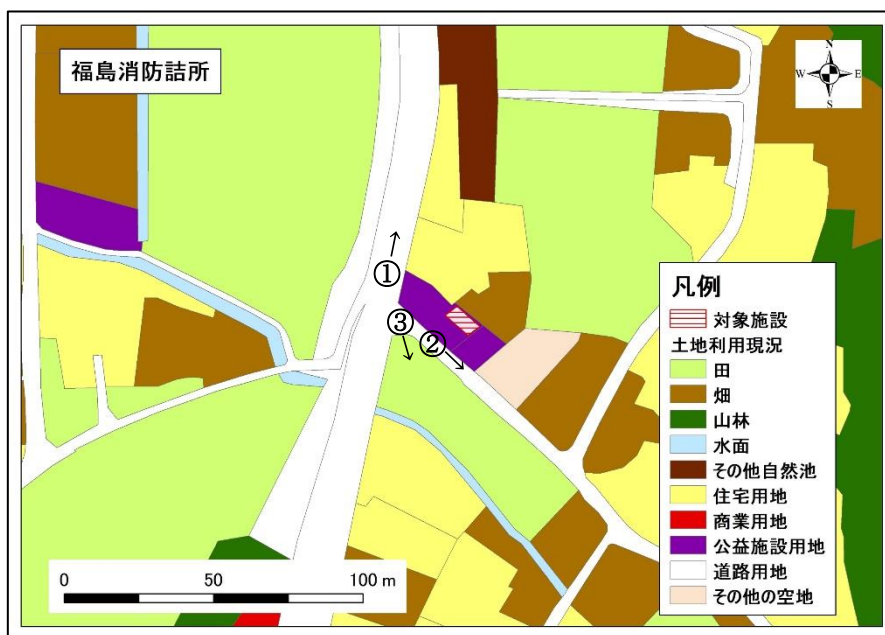 福島消防詰所
N
W E
S
①
③
②
凡例
対象施設
土地利用現況
田
畑
山林
水面
その他自然池
住宅用地
商業用地
公益施設用地
道路用地
その他の空地
0 50 100 m